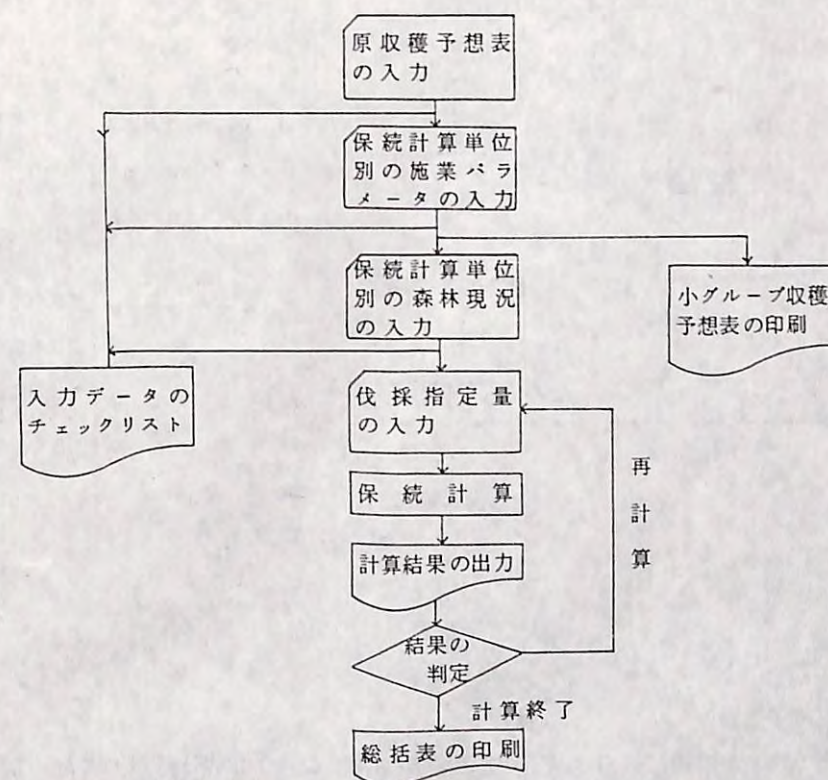 原収穫予想表
の入力
保続計算単位
別の施業パラ
メータの入力
保続計算単位
別の森林現況
の入力
小グループ収穫
予想表の印刷
入力データの
チェックリスト
伐採指定量
の入力
再
計
算
保続計算
計算結果の出力
結果の
判定
計算終了
総括表の印刷